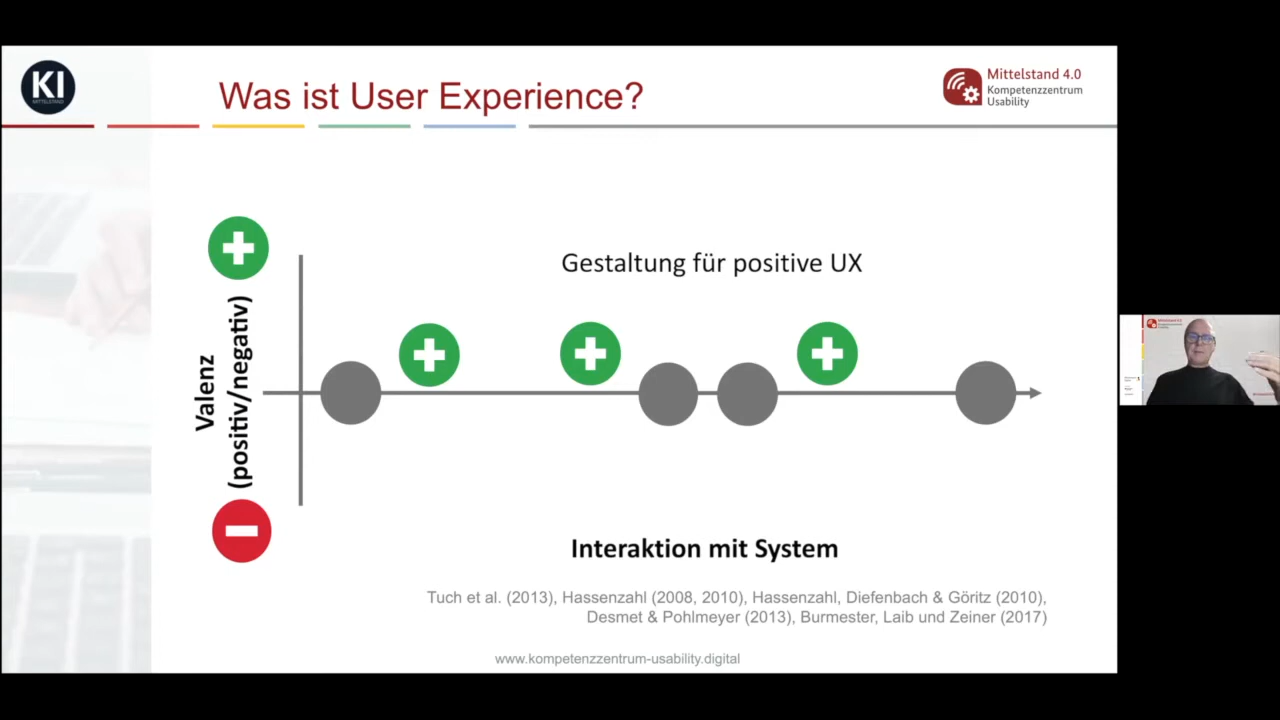 KI
MITTELSTAND
Was ist User Experience?
Mittelstand 4.0
Kompetenzzentrum
Usability
Gestaltung für positive UX
Valenz
(positiv/negativ)
Interaktion mit System
Tuch et al. (2013), Hassenzahl (2008, 2010), Hassenzahl, Diefenbach & Göritz (2010),
Desmet & Pohlmeyer (2013), Burmester, Laib und Zeiner (2017)
www.kompetenzzentrum-usability.digital